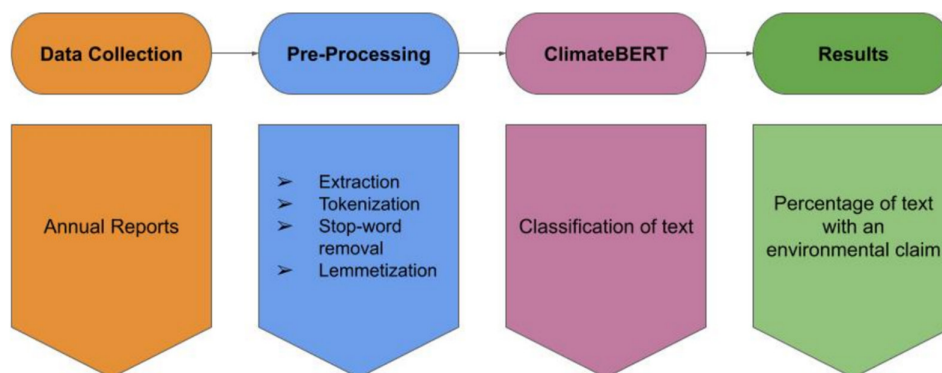 Data Collection
Pre-Processing
ClimateBERT
Results
Annual Reports
➢ Extraction
➢ Tokenization
➢ Stop-word
removal
➢ Lemmetization
Classification of text
Percentage of text
with an
environmental claim